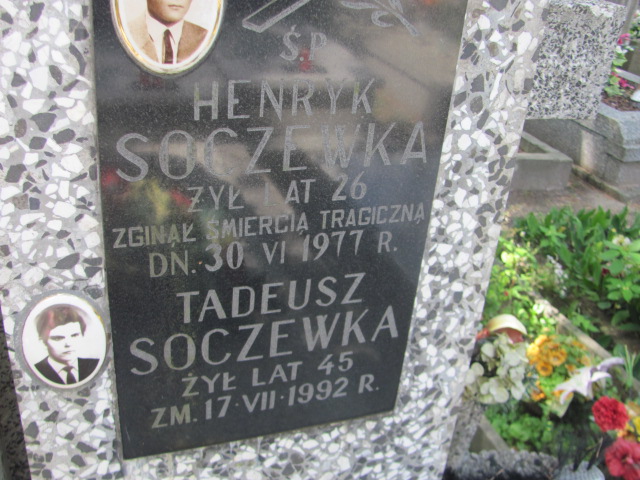 Ś P
HENRYK
SOCZEWKA
ŻYŁ LAT 26
ZGINĄŁ ŚMIERCIĄ TRAGICZNĄ
DN. 30 VI 1977 R.
TADEUSZ
SOCZEWKA
ŻYŁ LAT 45
ZM. 17·VII·1992 R.